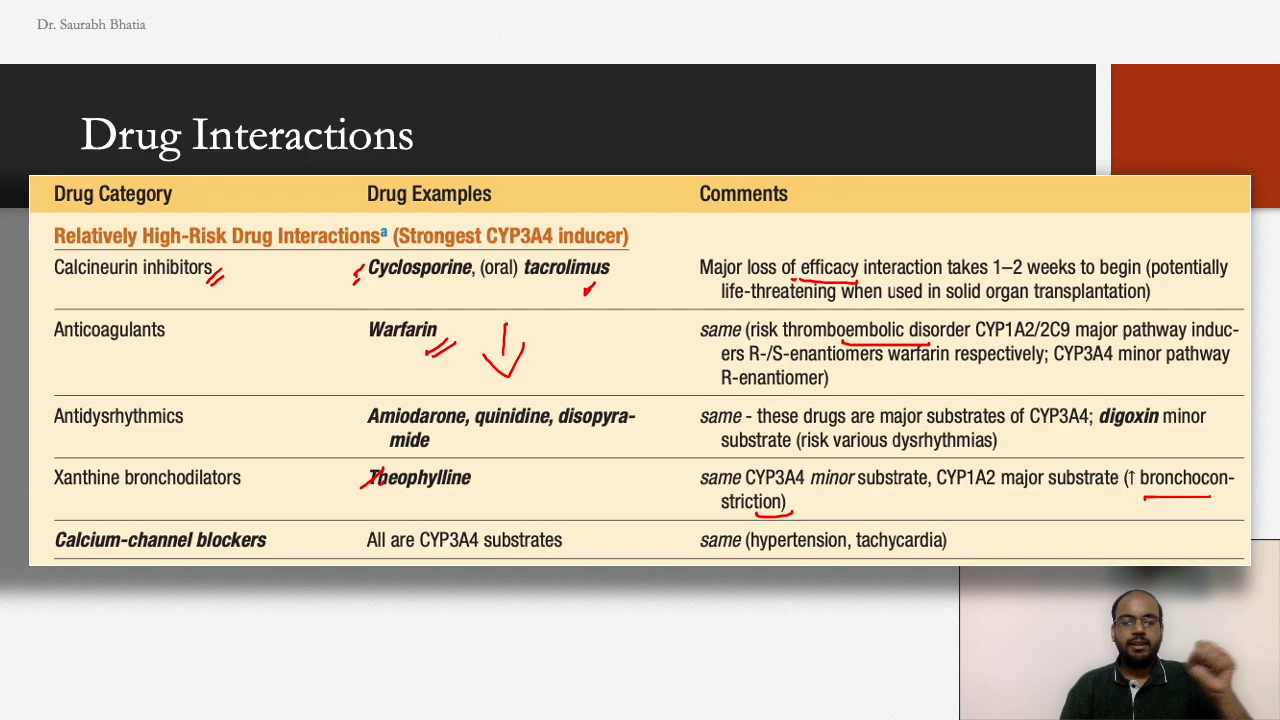 Dr. Saurabh Bhatia
Drug Interactions
Drug Category Drug Examples Comments
Relatively High-Risk Drug Interactionsa (Strongest CYP3A4 inducer)
Calcineurin inhibitors Cyclosporine, (oral) tacrolimus Major loss of efficacy interaction takes 1–2 weeks to begin (potentially
life-threatening when used in solid organ transplantation)
Anticoagulants Warfarin same (risk thromboembolic disorder CYP1A2/2C9 major pathway induc-
ers R-/S-enantiomers warfarin respectively; CYP3A4 minor pathway
R-enantiomer)
Antidysrhythmics Amiodarone, quinidine, disopyra- same - these drugs are major substrates of CYP3A4; digoxin minor
mide substrate (risk various dysrhythmias)
Xanthine bronchodilators Theophylline same CYP3A4 minor substrate, CYP1A2 major substrate (↑ bronchocon-
striction)
Calcium-channel blockers All are CYP3A4 substrates same (hypertension, tachycardia)